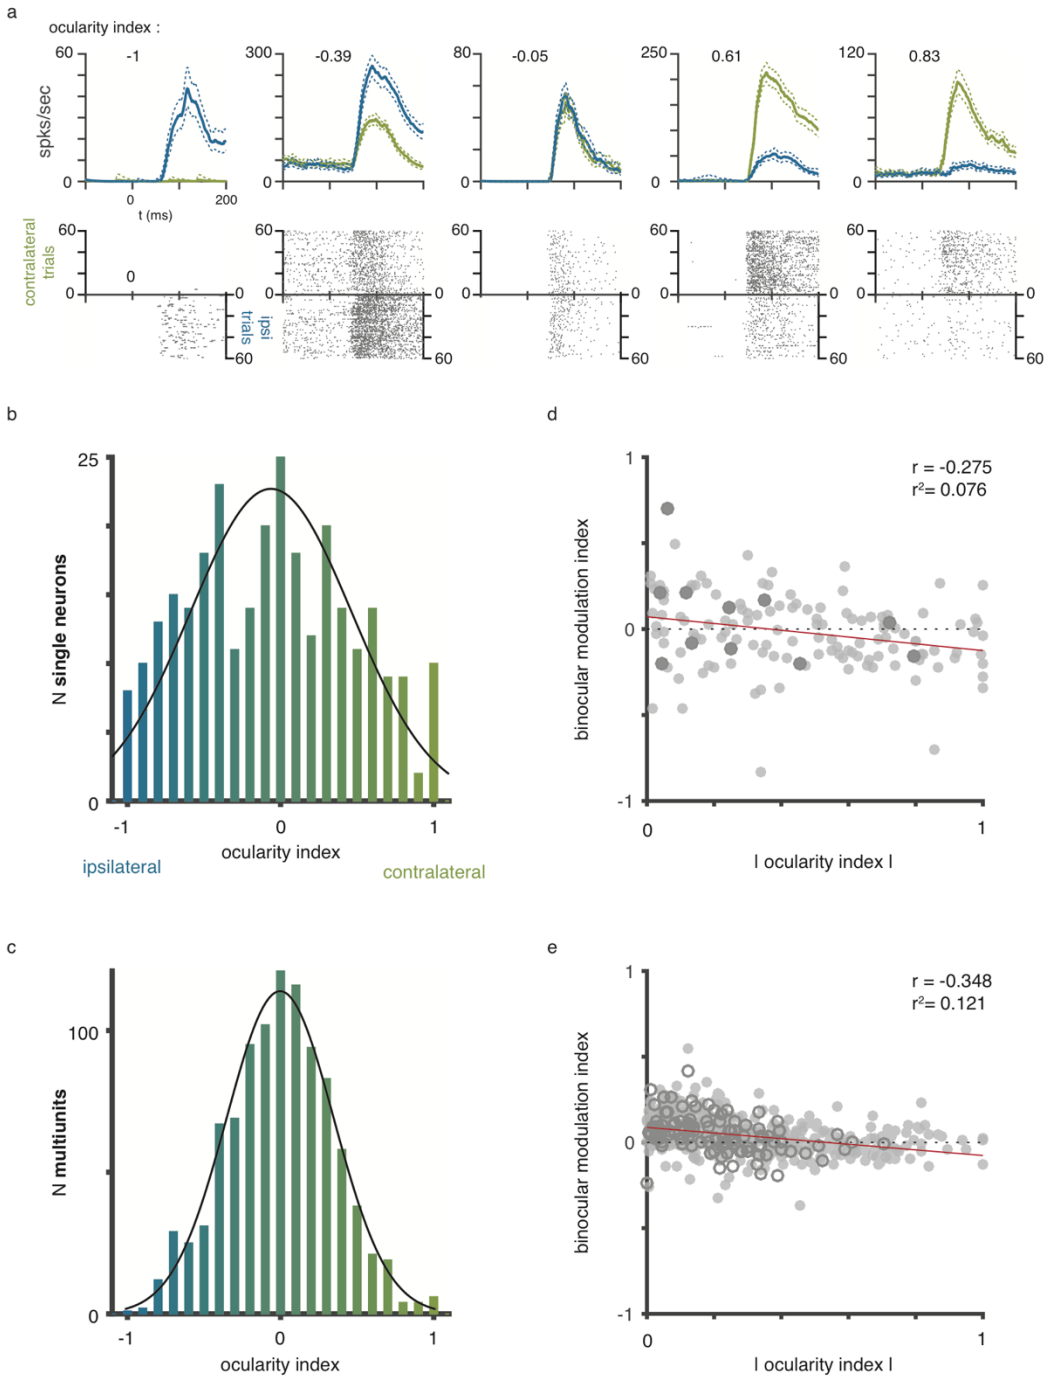 a
ocularity index :
-1
-0.39
-0.05
0.61
0.83
60
300
80
250
120
spks/sec
0
0
0
0
0
0
200
t (ms)
contralateral
trials
60
60
60
60
60
0
0
0
0
0
0
0
0
0
0
0
ipsi
trials
60
60
60
60
60
b
25
N single neurons
0
-1
0
1
ocularity index
ipsilateral
contralateral
d
1
r = -0.275
r²= 0.076
binocular modulation index
0
-1
0
1
| ocularity index |
c
100
N multiunits
0
-1
0
1
ocularity index
e
1
r = -0.348
r²= 0.121
binocular modulation index
0
-1
0
1
| ocularity index |